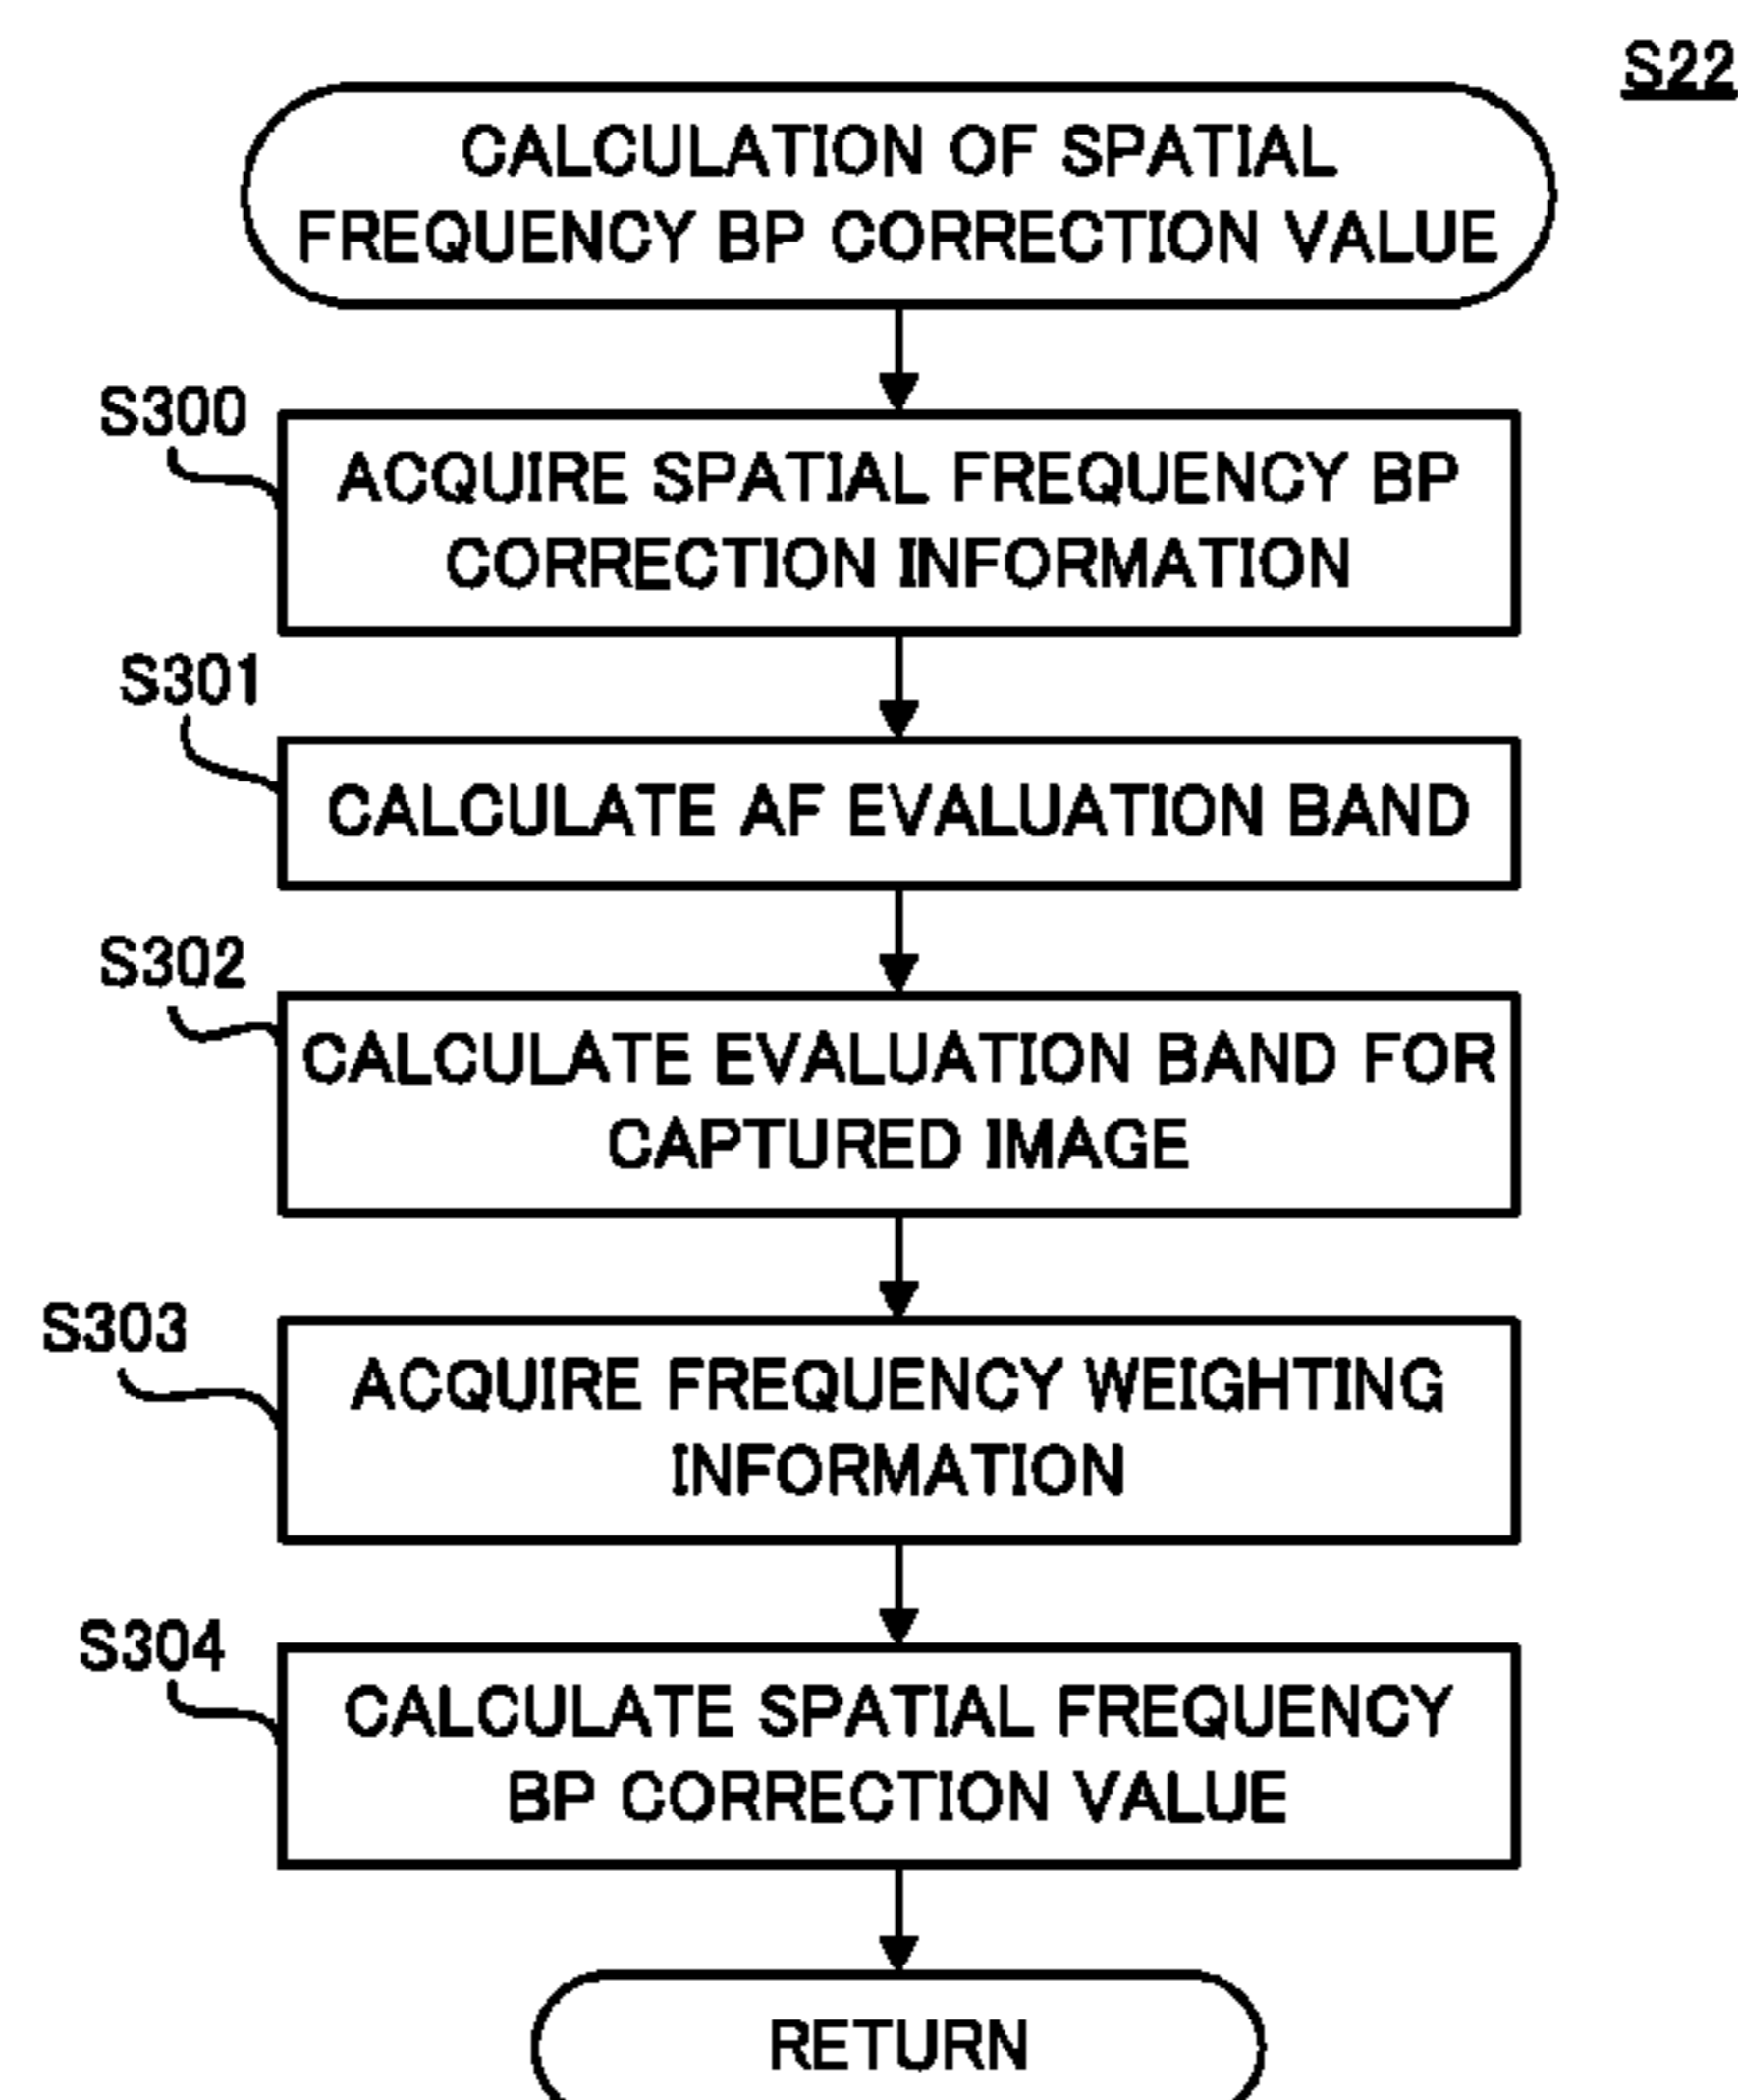 S22
CALCULATION OF SPATIAL
FREQUENCY BP CORRECTION VALUE
S300
ACQUIRE SPATIAL FREQUENCY BP
CORRECTION INFORMATION
S301
CALCULATE AF EVALUATION BAND
S302
CALCULATE EVALUATION BAND FOR
CAPTURED IMAGE
S303
ACQUIRE FREQUENCY WEIGHTING
INFORMATION
S304
CALCULATE SPATIAL FREQUENCY
BP CORRECTION VALUE
RETURN